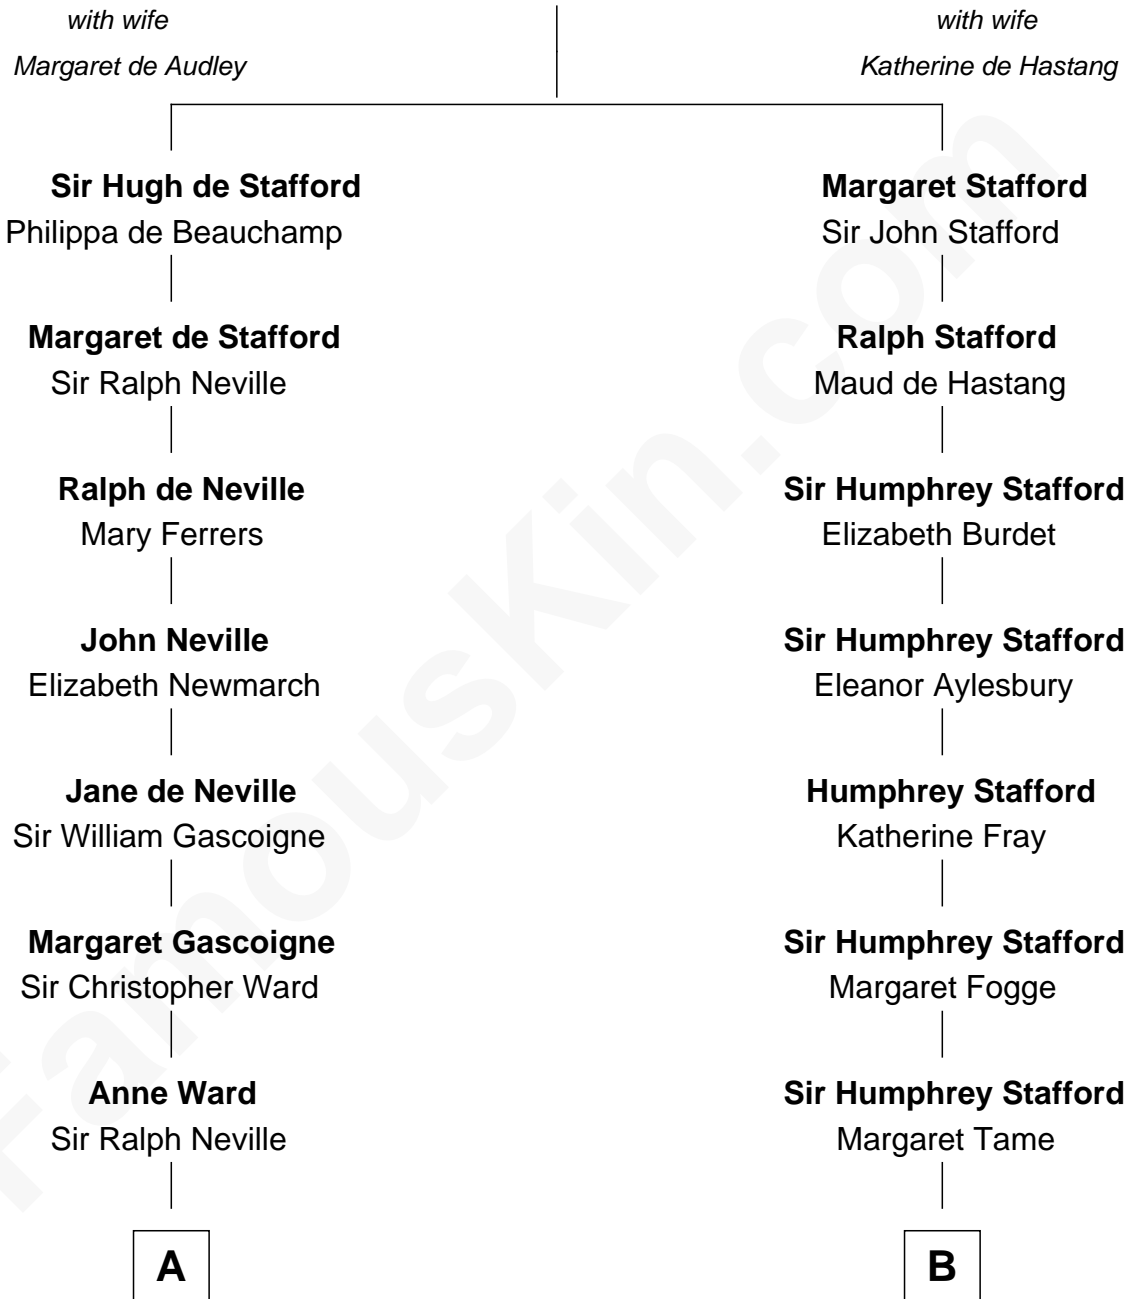 with wife
Margaret de Audley
with wife
Katherine de Hastang
Sir Hugh de Stafford
Philippa de Beauchamp
Margaret Stafford
Sir John Stafford
Margaret de Stafford
Sir Ralph Neville
Ralph Stafford
Maud de Hastang
Ralph de Neville
Mary Ferrers
Sir Humphrey Stafford
Elizabeth Burdet
John Neville
Elizabeth Newmarch
Sir Humphrey Stafford
Eleanor Aylesbury
Jane de Neville
Sir William Gascoigne
Humphrey Stafford
Katherine Fray
Margaret Gascoigne
Sir Christopher Ward
Sir Humphrey Stafford
Margaret Fogge
Anne Ward
Sir Ralph Neville
Sir Humphrey Stafford
Margaret Tame
A
B
FamousKin.com